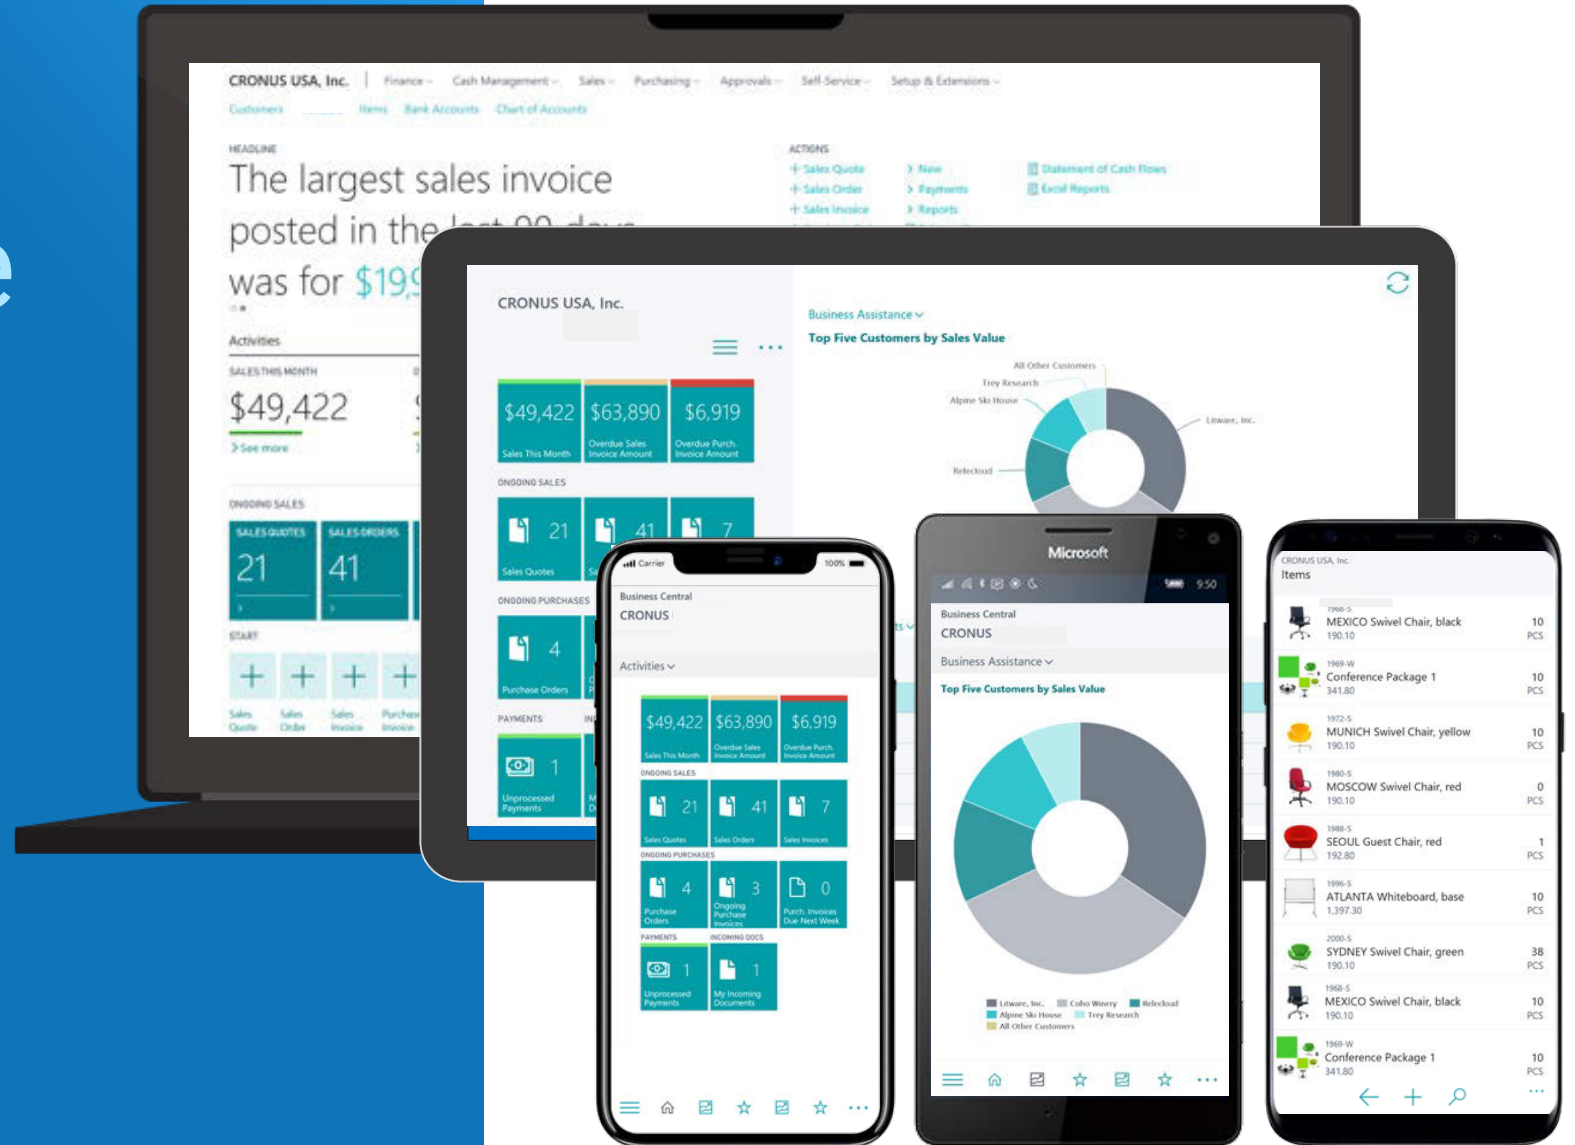 e
CRONUS USA, Inc. | Finance Cash Management Sales Purchasing Approvals Self-Service Setup & Extensions
Customers Items Bank Accounts Chart of Accounts
HEADLINE
The largest sales invoice
posted in the last 90 days
was for $19,9
Activities
SALES THIS MONTH
$49,422
See more
ONGOING SALES
SALES QUOTES SALES ORDERS
21 41
START
Sales Quote
Sales Order
Sales Invoice
Purchase Invoice
ACTIONS
+ Sales Quote > New Statement of Cash Flows
+ Sales Order > Payments Excel Reports
+ Sales Invoice > Reports
CRONUS USA, Inc.
$49,422 $63,890 $6,919
Sales This Month
Overdue Sales
Invoice Amount
Overdue Purch.
Invoice Amount
ONGOING SALES
21 41 7
Sales Quotes
ONGOING PURCHASES
4
Purchase Orders
PAYMENTS
1
Unprocessed
Payments
Business Assistance
Top Five Customers by Sales Value
All Other Customers
Trey Research
Alpine Ski House
Litware, Inc.
Relecloud
Carrier 100%
Business Central
CRONUS
Activities
$49,422 $63,890 $6,919
Sales This Month
Overdue Sales
Invoice Amount
Overdue Purch.
Invoice Amount
ONGOING SALES
21 41 7
Sales Quotes Sales Orders Sales Invoices
ONGOING PURCHASES
4 3 0
Purchase
Orders
Ongoing
Purchase
Invoices
Purch. Invoices
Due Next Week
PAYMENTS INCOMING DOCS
1 1
Unprocessed
Payments
My Incoming
Documents
Microsoft
9:50
Business Central
CRONUS
Business Assistance
Top Five Customers by Sales Value
Litware, Inc. Coho Winery Relecloud
Alpine Ski House Trey Research
All Other Customers
CRONUS USA, Inc.
Items
1968-S
MEXICO Swivel Chair, black 10
190.10 PCS
1969-W
Conference Package 1 10
341.80 PCS
1972-S
MUNICH Swivel Chair, yellow 10
190.10 PCS
1980-S
MOSCOW Swivel Chair, red 0
190.10 PCS
1988-S
SEOUL Guest Chair, red 1
192.80 PCS
1996-S
ATLANTA Whiteboard, base 10
1,397.30 PCS
2000-S
SYDNEY Swivel Chair, green 38
190.10 PCS
1968-S
MEXICO Swivel Chair, black 10
190.10 PCS
1969-W
Conference Package 1 10
341.80 PCS